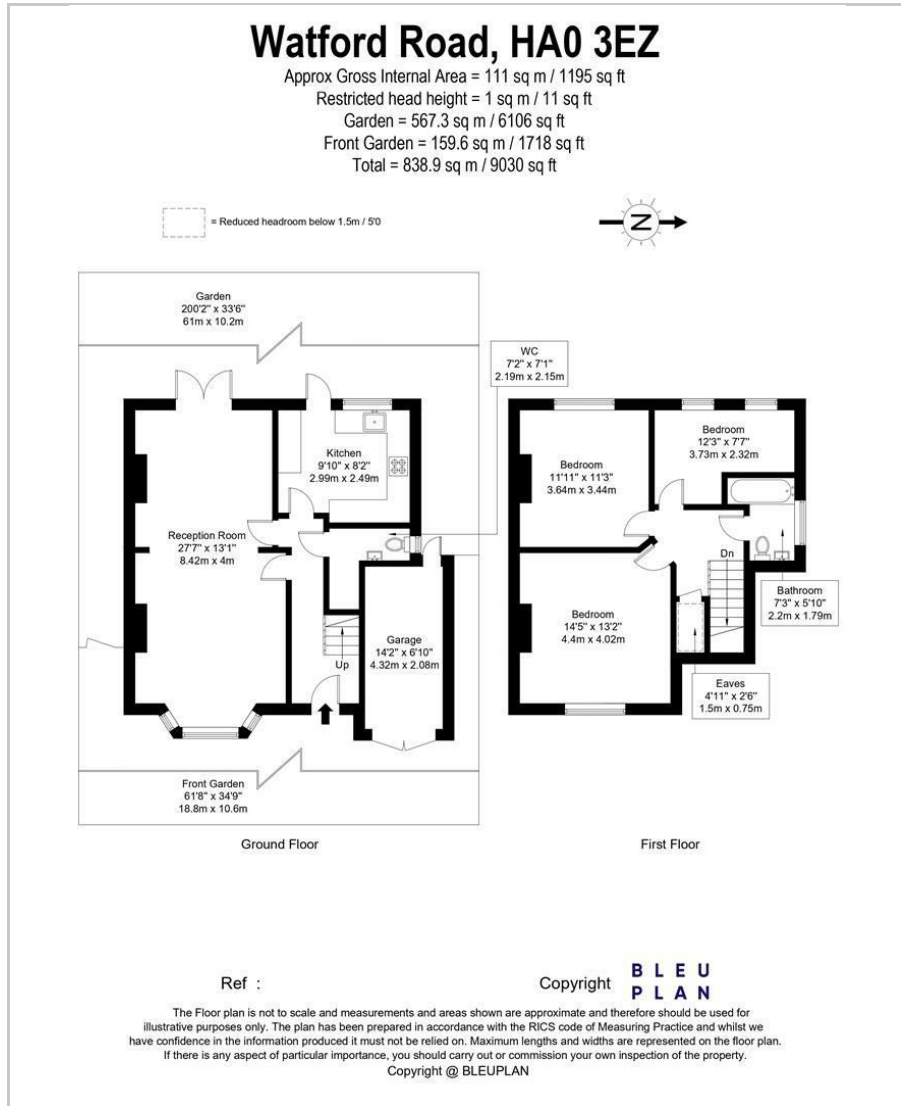 Watford Road, HA0 3EZ
Approx Gross Internal Area = 111 sq m / 1195 sq ft
Restricted head height = 1 sq m / 11 sq ft
Garden = 567.3 sq m / 6106 sq ft
Front Garden = 159.6 sq m / 1718 sq ft
Total = 838.9 sq m / 9030 sq ft
= Reduced headroom below 1.5m / 5'0
N
Garden
200'2" x 33'6"
61m x 10.2m
WC
7'2" x 7'1"
2.19m x 2.15m
Kitchen
9'10" x 8'2"
2.99m x 2.49m
Reception Room
27'7" x 13'1"
8.42m x 4m
Garage
14'2" x 6'10"
4.32m x 2.08m
Up
Front Garden
61'8" x 34'9"
18.8m x 10.6m
Ground Floor
Bedroom
12'3" x 7'7"
3.73m x 2.32m
Bedroom
11'11" x 11'3"
3.64m x 3.44m
Dn
Bathroom
7'3" x 5'10"
2.2m x 1.79m
Bedroom
14'5" x 13'2"
4.4m x 4.02m
Eaves
4'11" x 2'6"
1.5m x 0.75m
First Floor
Ref :
Copyright
BLEU
PLAN
The Floor plan is not to scale and measurements and areas shown are approximate and therefore should be used for
illustrative purposes only. The plan has been prepared in accordance with the RICS code of Measuring Practice and whilst we
have confidence in the information produced it must not be relied on. Maximum lengths and widths are represented on the floor plan.
If there is any aspect of particular importance, you should carry out or commission your own inspection of the property.
Copyright @ BLEUPLAN